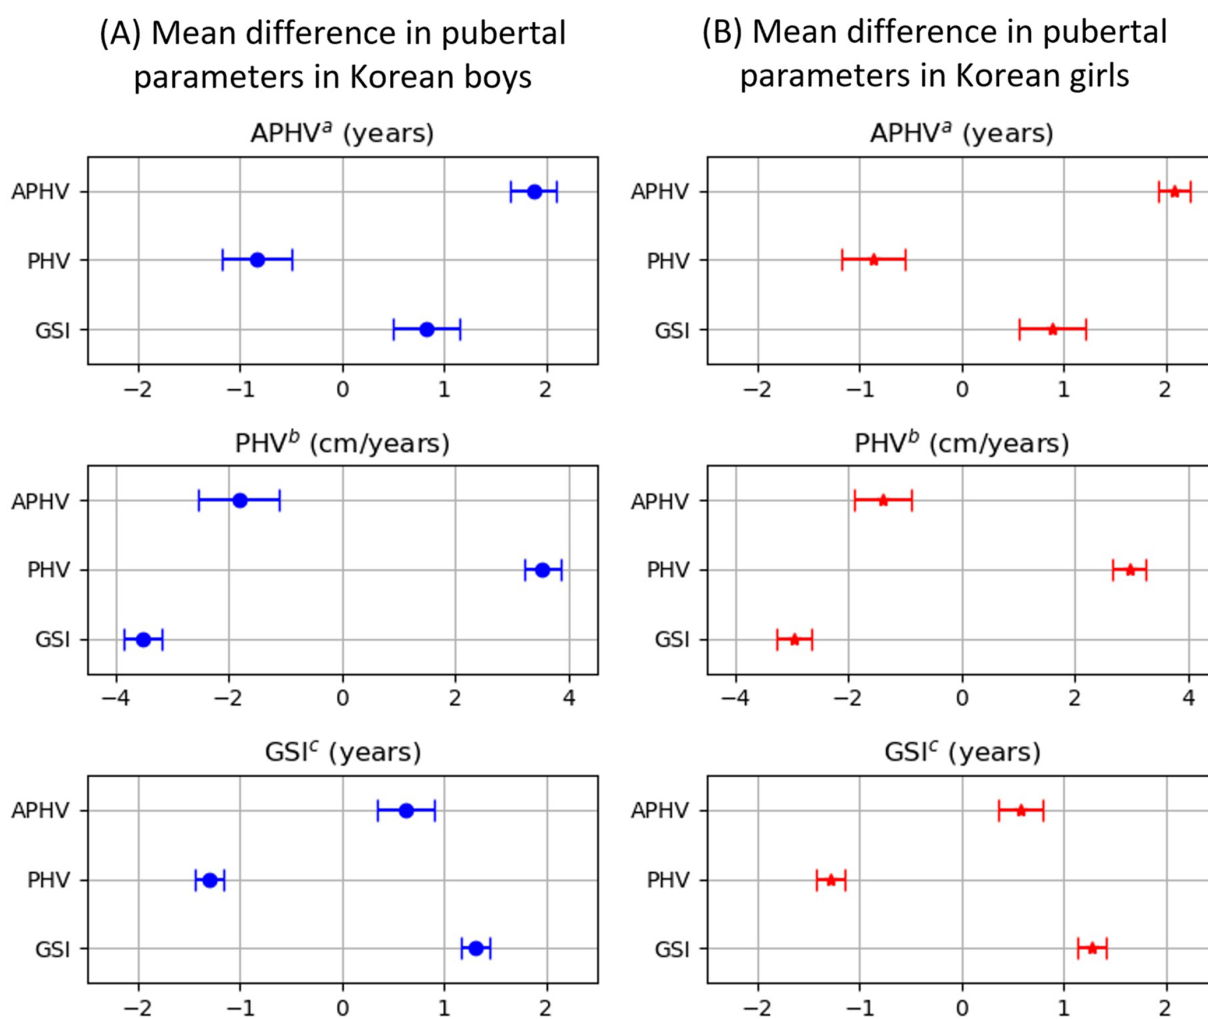 (A) Mean difference in pubertal
parameters in Korean boys
APHVᵃ (years)
APHV
PHV
GSI
−2 −1 0 1 2
PHVᵇ (cm/years)
APHV
PHV
GSI
−4 −2 0 2 4
GSIᶜ (years)
APHV
PHV
GSI
−2 −1 0 1 2
(B) Mean difference in pubertal
parameters in Korean girls
APHVᵃ (years)
APHV
PHV
GSI
−2 −1 0 1 2
PHVᵇ (cm/years)
APHV
PHV
GSI
−4 −2 0 2 4
GSIᶜ (years)
APHV
PHV
GSI
−2 −1 0 1 2